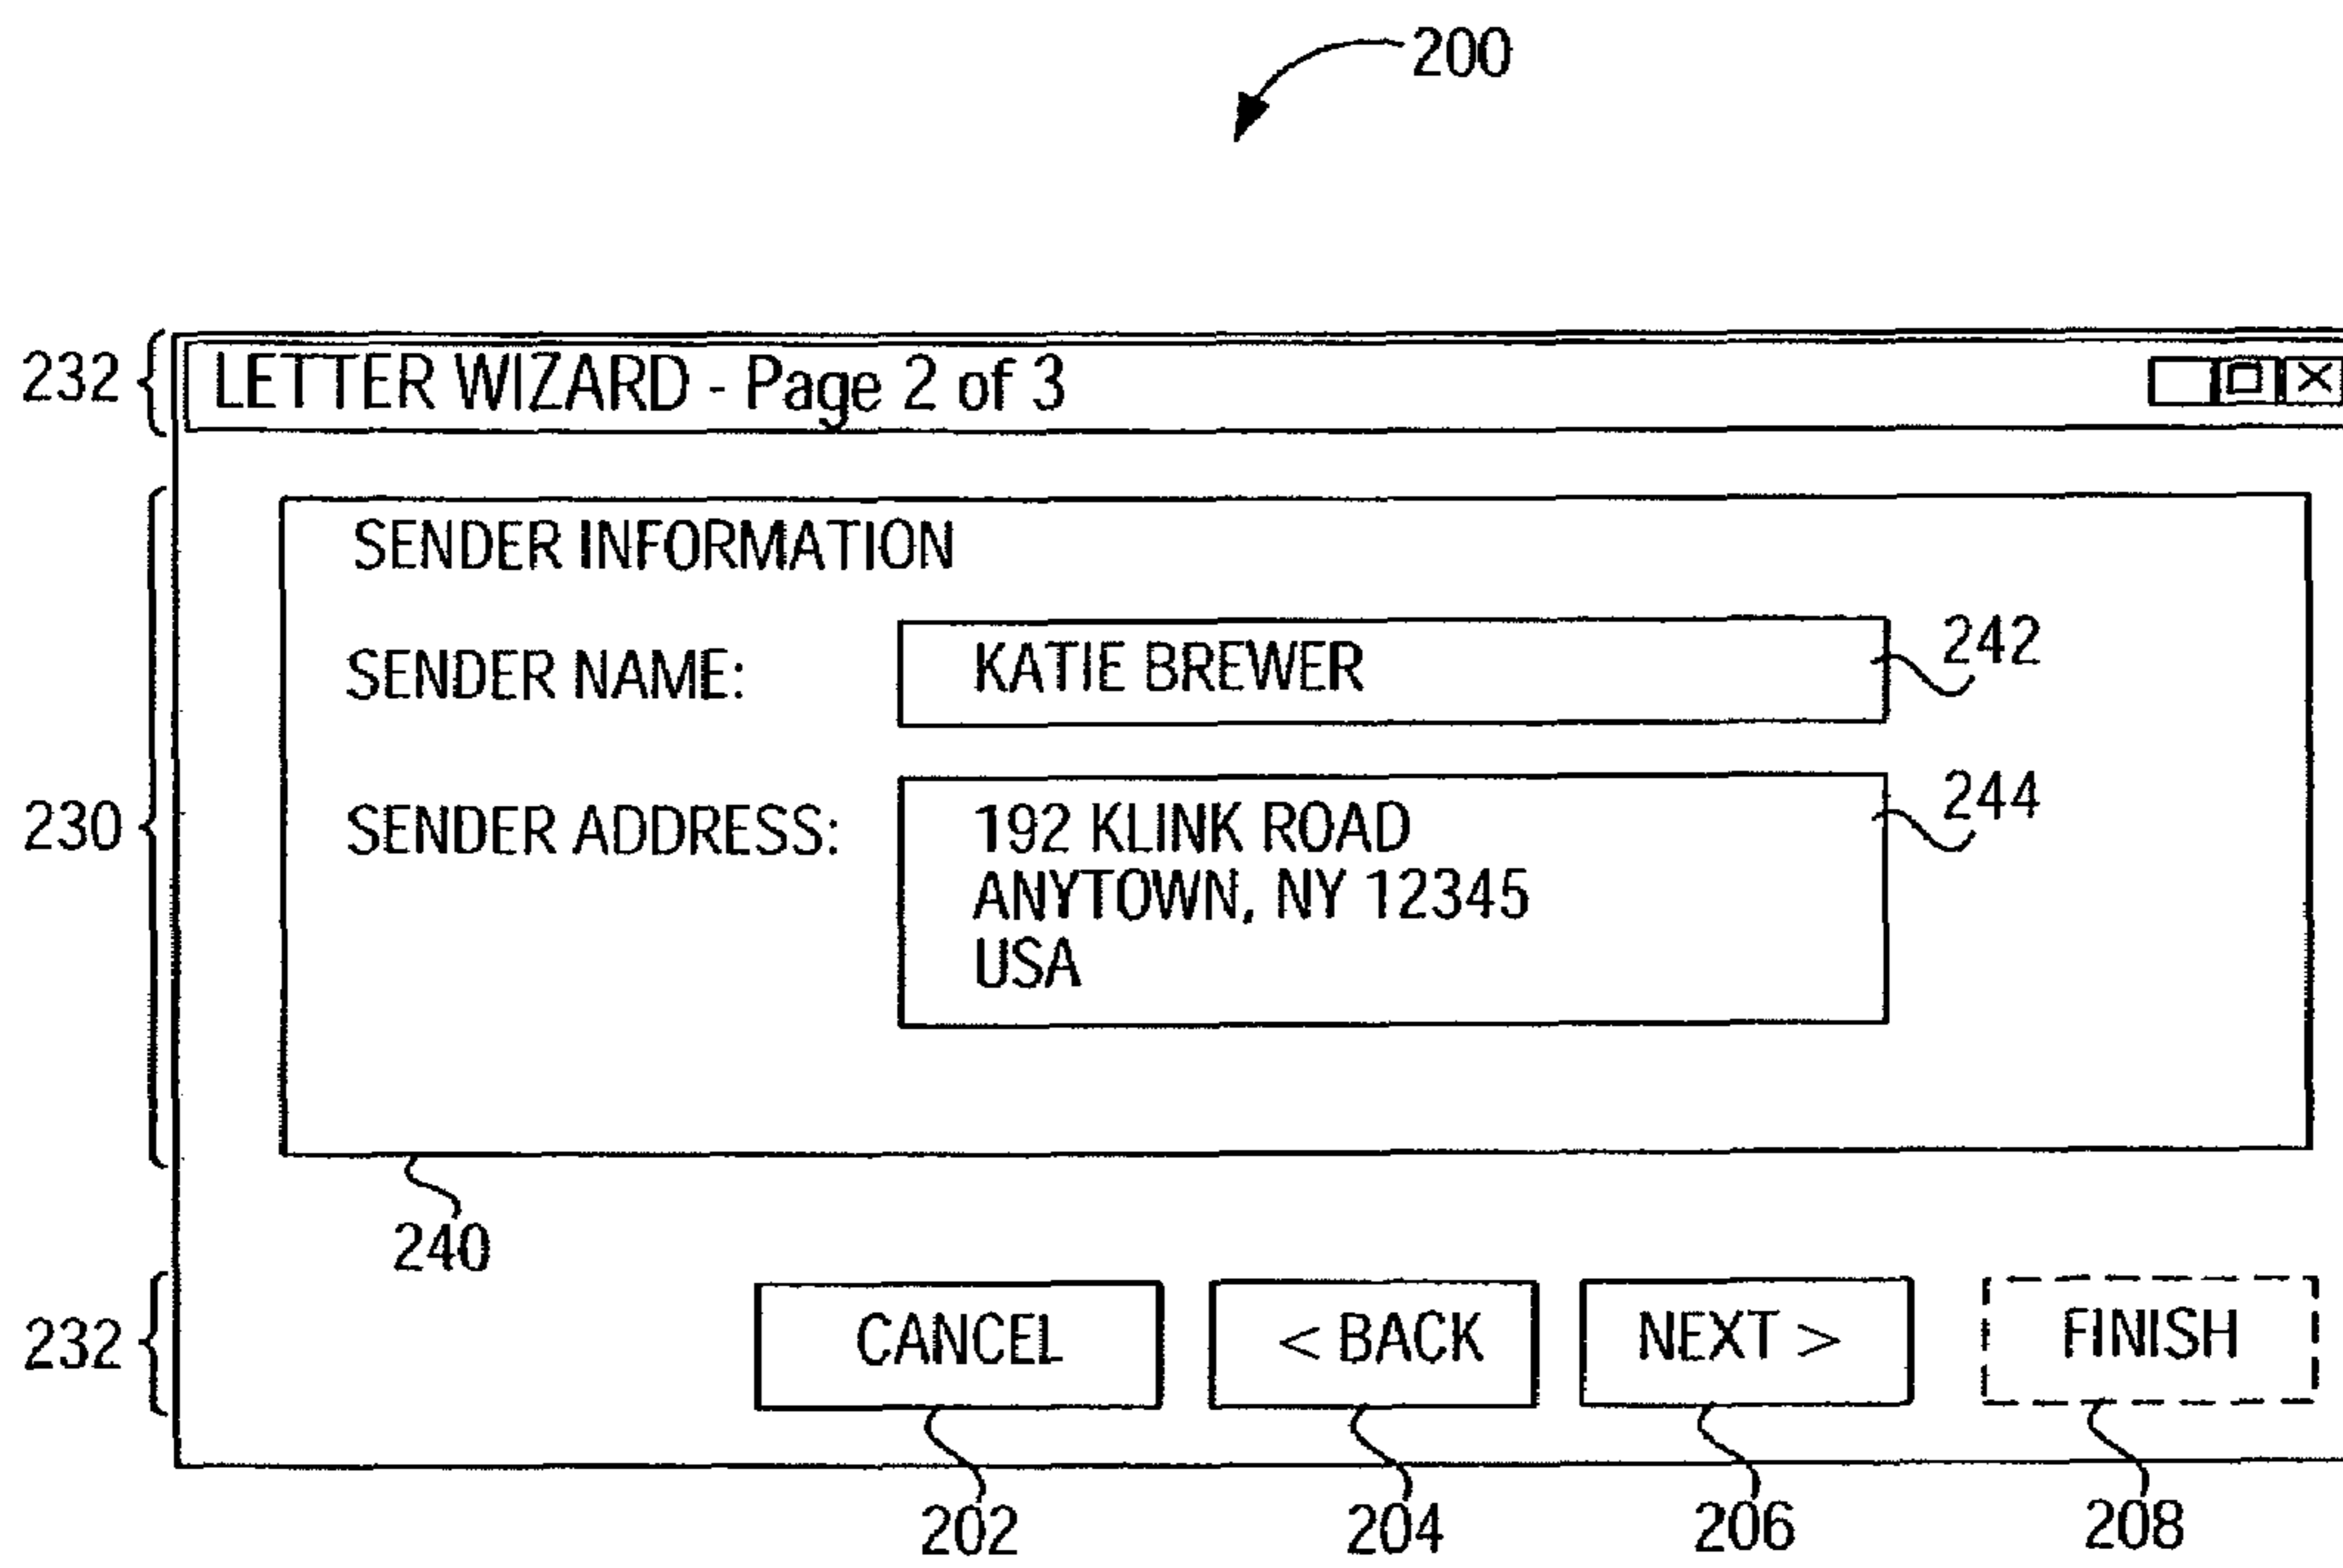 200
232
LETTER WIZARD - Page 2 of 3
SENDER INFORMATION
SENDER NAME:
KATIE BREWER
242
230
SENDER ADDRESS:
192 KLINK ROAD
ANYTOWN, NY 12345
USA
244
240
232
CANCEL
< BACK
NEXT >
FINISH
202
204
206
208